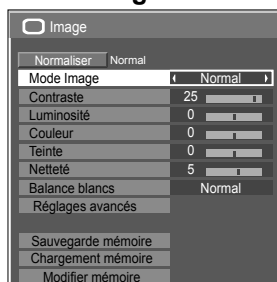 Image
Normaliser Normal
Mode Image Normal
Contraste 25
Luminosité 0
Couleur 0
Teinte 0
Netteté 5
Balance blancs Normal
Réglages avancés
Sauvegarde mémoire
Chargement mémoire
Modifier mémoire